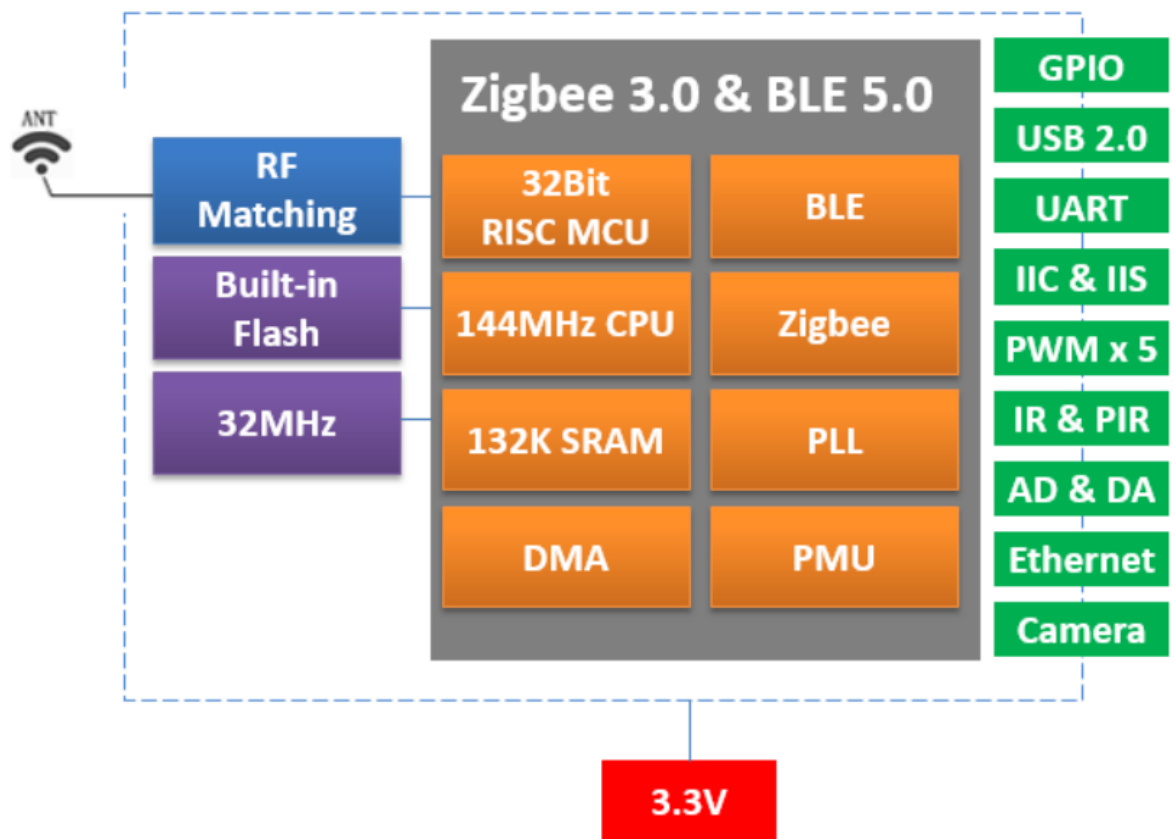 ANT
RF
Matching
Built-in
Flash
32MHz
Zigbee 3.0 & BLE 5.0
32Bit
RISC MCU
BLE
144MHz CPU
Zigbee
132K SRAM
PLL
DMA
PMU
GPIO
USB 2.0
UART
IIC & IIS
PWM x 5
IR & PIR
AD & DA
Ethernet
Camera
3.3V